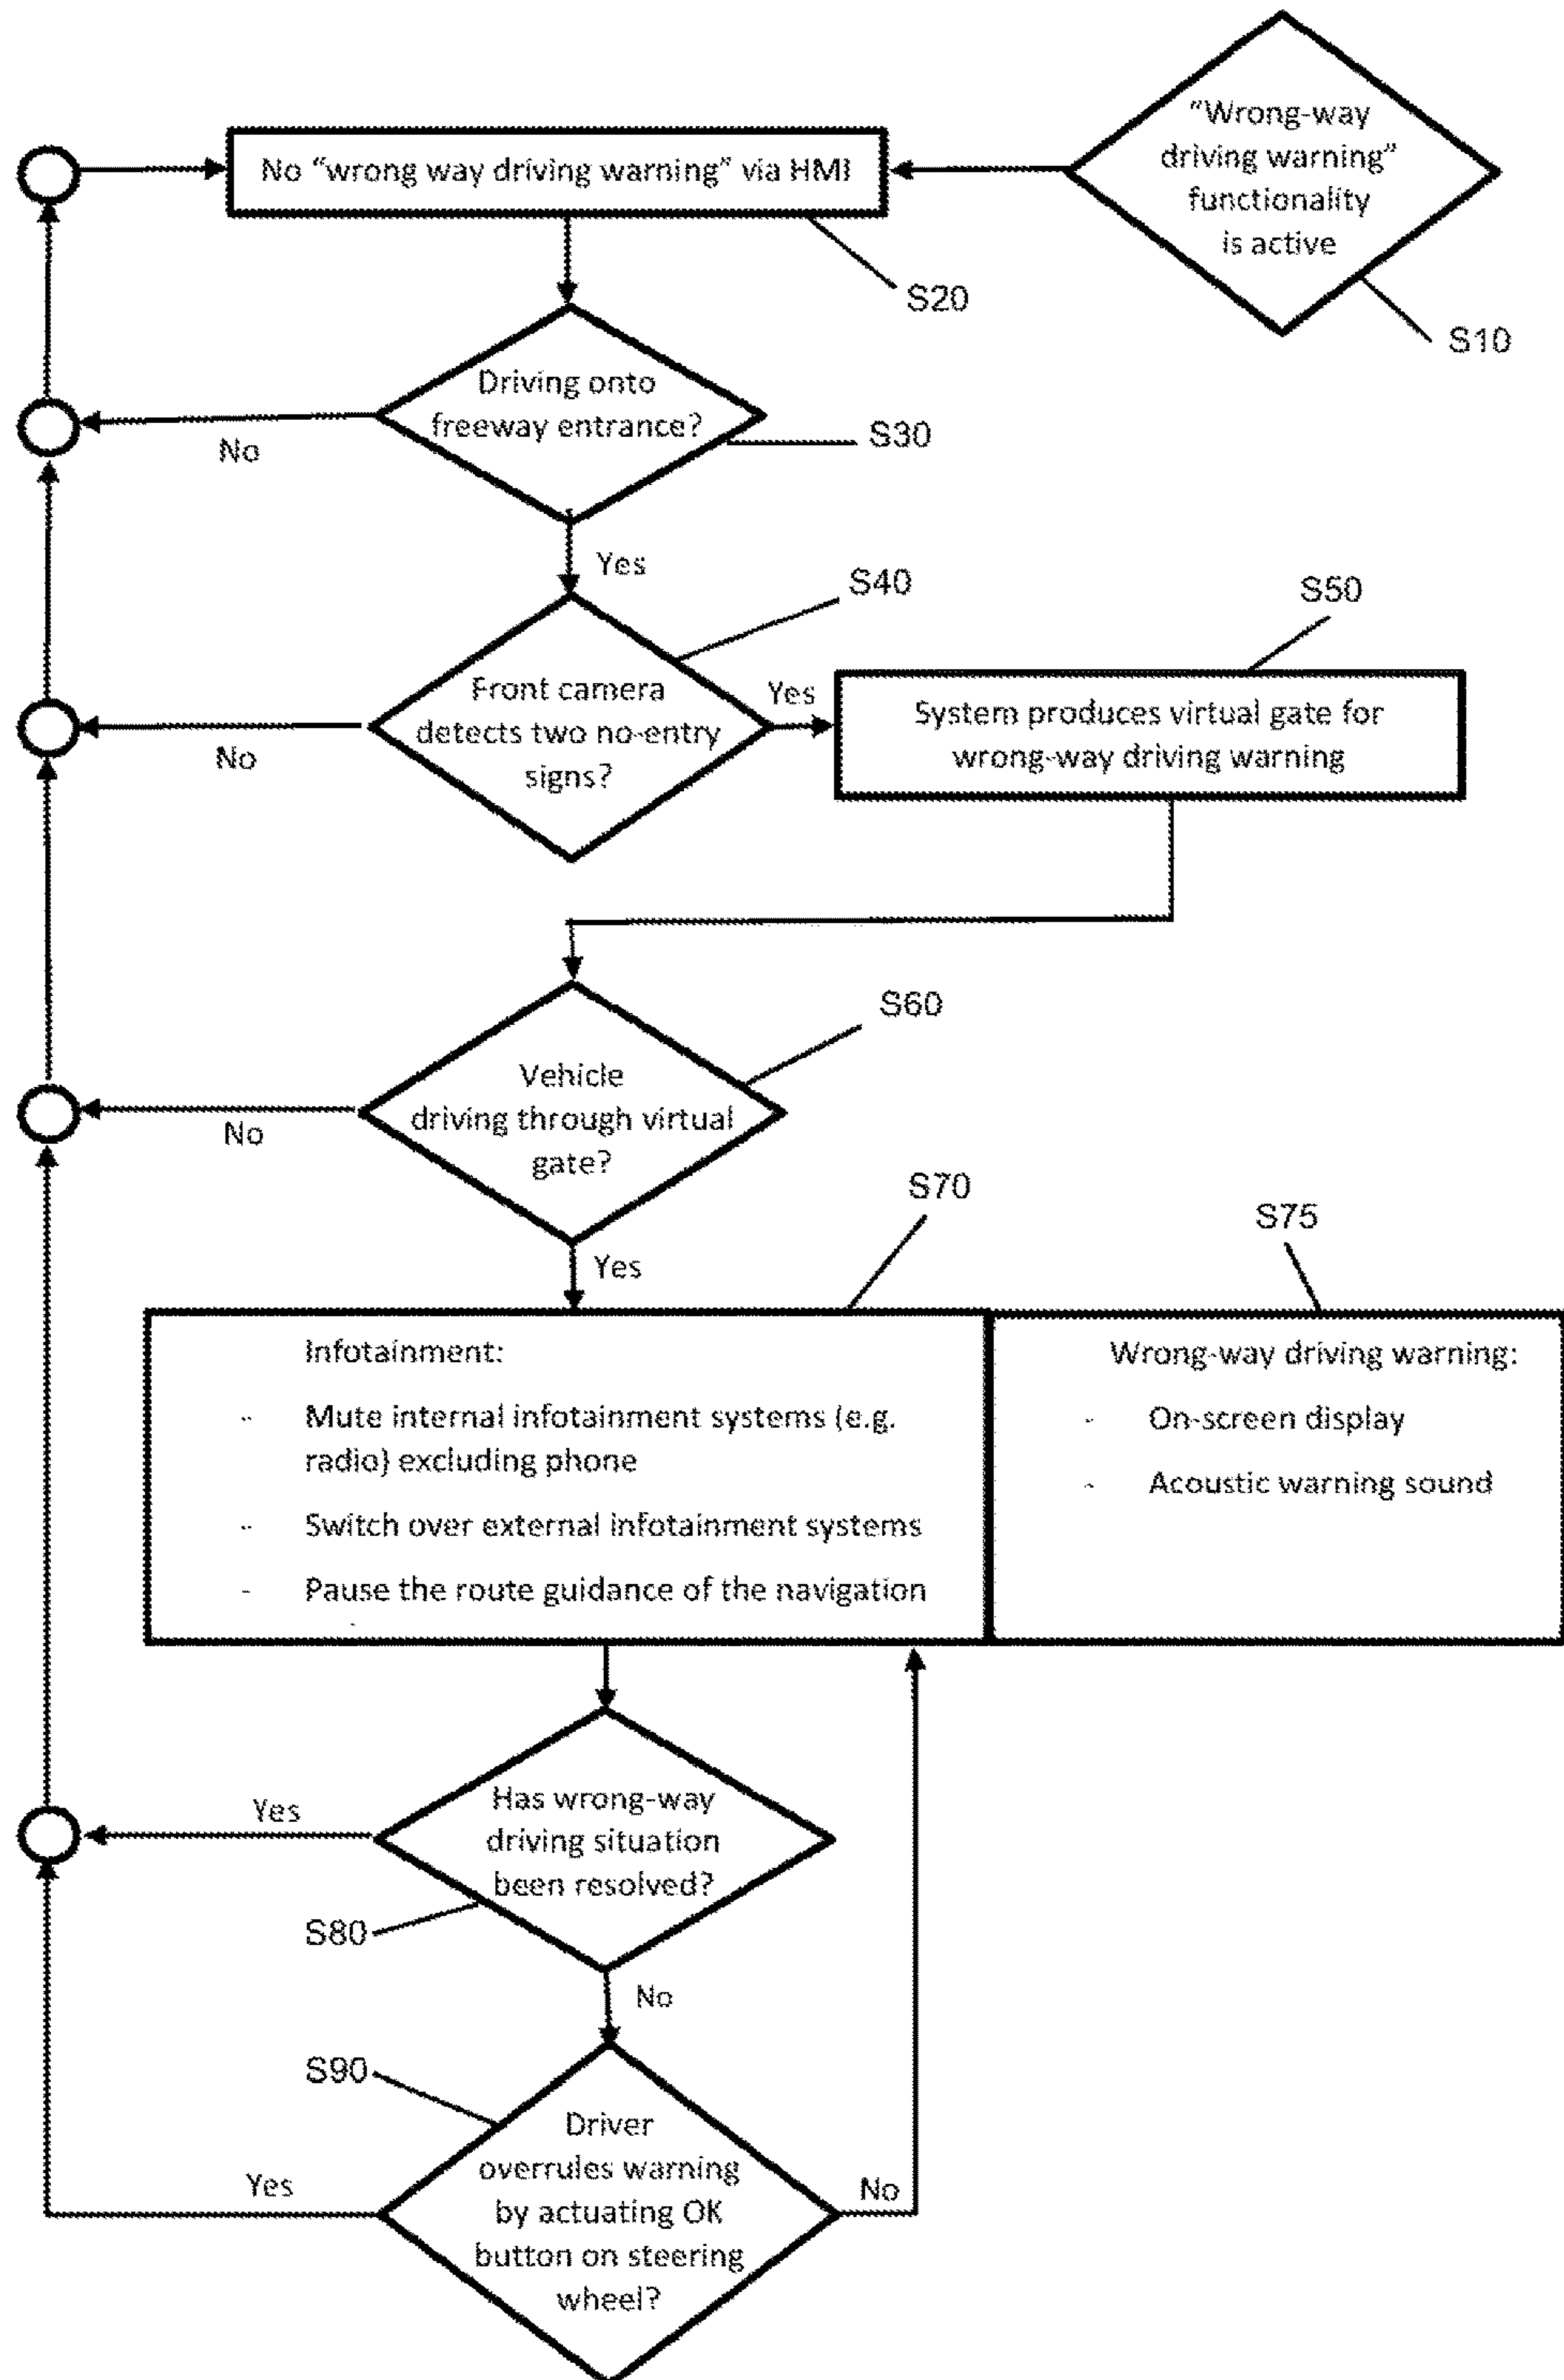 "Wrong-way
driving warning"
functionality
is active
S10
No "wrong way driving warning" via HMI
S20
Driving onto
freeway entrance?
S30
No
Yes
S40
Front camera
detects two no-entry
signs?
No
Yes
S50
System produces virtual gate for
wrong-way driving warning
S60
Vehicle
driving through virtual
gate?
No
Yes
S70
Infotainment:
- Mute internal infotainment systems (e.g.
radio) excluding phone
- Switch over external infotainment systems
- Pause the route guidance of the navigation
S75
Wrong-way driving warning:
- On-screen display
- Acoustic warning sound
Has wrong-way
driving situation
been resolved?
Yes
S80
No
S90
Driver
overrules warning
by actuating OK
button on steering
wheel?
Yes
No